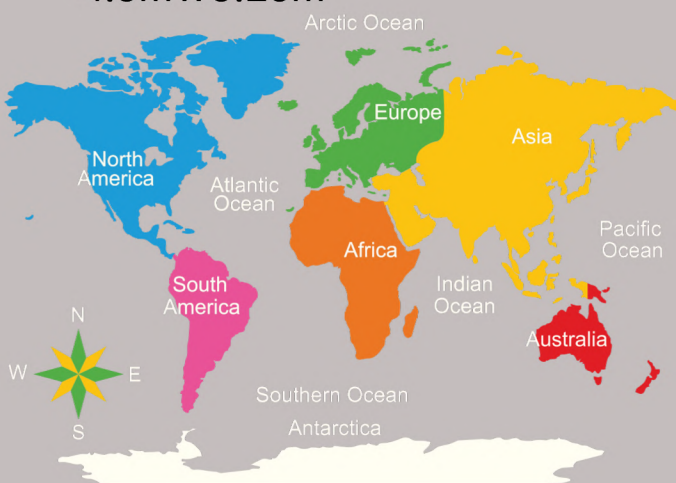 Arctic Ocean
Europe
Asia
North
America
Atlantic
Ocean
Pacific
Ocean
Africa
Indian
Ocean
South
America
Australia
N
W
E
S
Southern Ocean
Antarctica